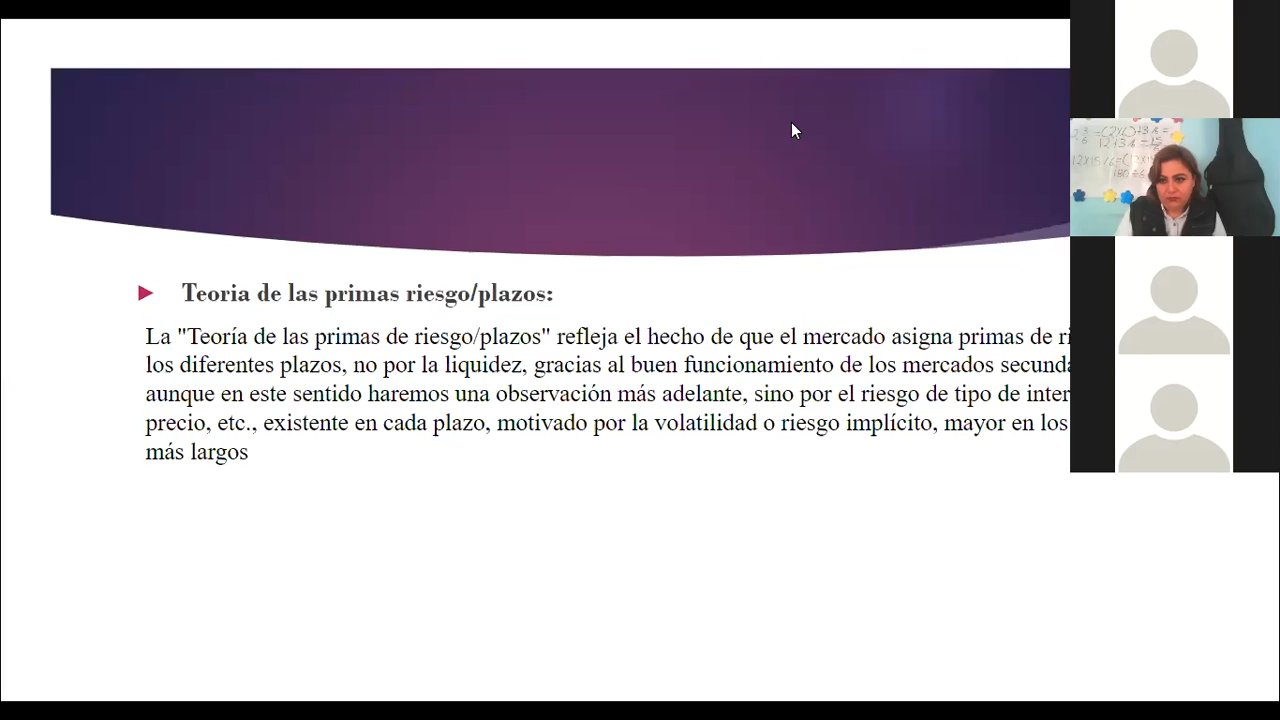 Teoria de las primas riesgo/plazos:
La "Teoría de las primas de riesgo/plazos" refleja el hecho de que el mercado asigna primas de
los diferentes plazos, no por la liquidez, gracias al buen funcionamiento de los mercados
aunque en este sentido haremos una observación más adelante, sino por el riesgo de tipo de
precio, etc., existente en cada plazo, motivado por la volatilidad o riesgo implícito, mayor en los
más largos